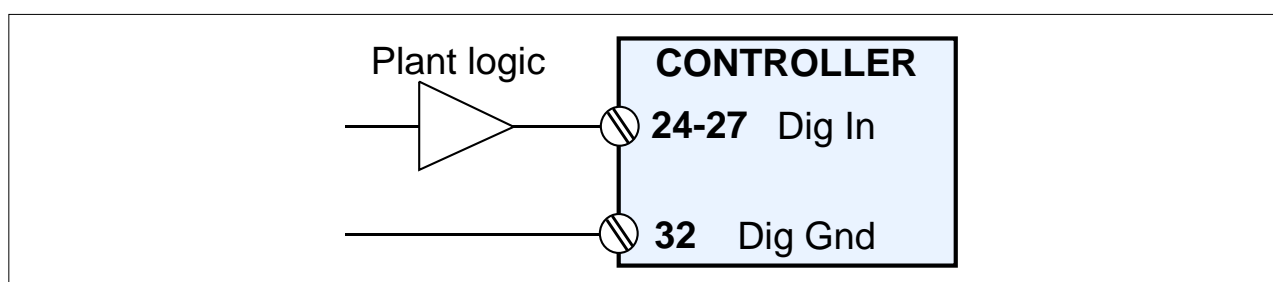 Plant logic
CONTROLLER
24-27 Dig In
32 Dig Gnd